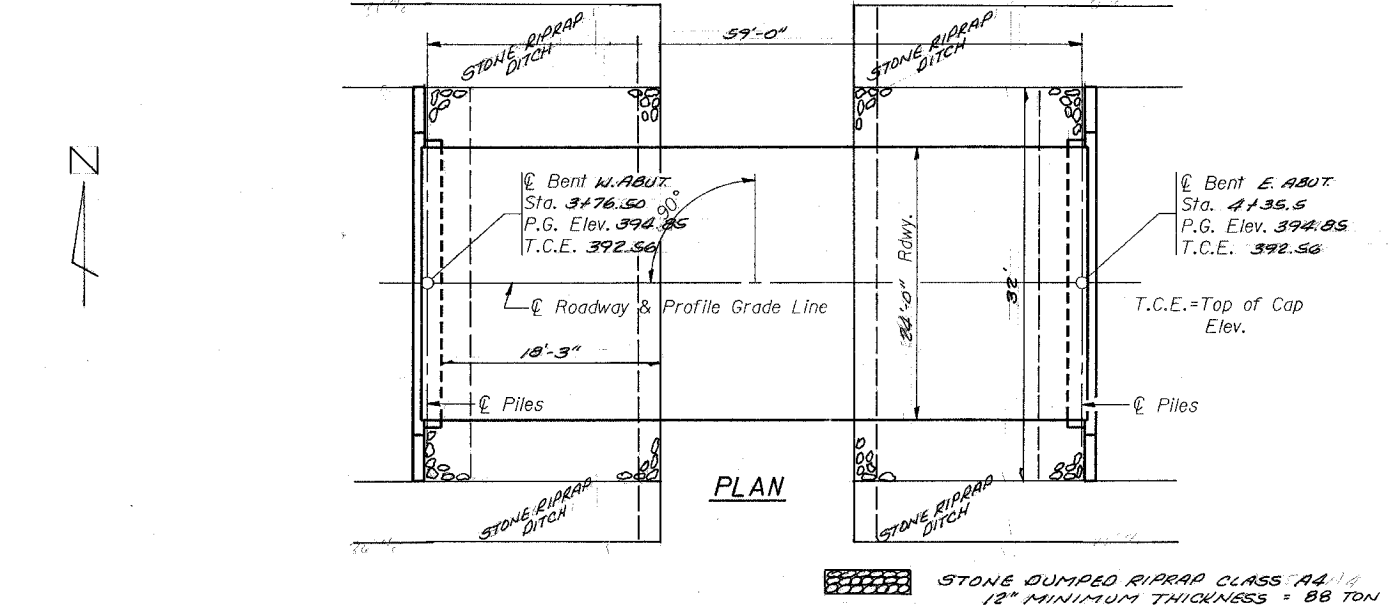 59'-0"
STONE RIPRAP
DITCH
STONE RIPRAP
DITCH
N
℄ Bent W. ABUT.
Sta. 3+76.50
P.G. Elev. 394.85
T.C.E. 392.56
90°
24'-0" Rdwy.
32'
℄ Bent E. ABUT.
Sta. 4+35.5
P.G. Elev. 394.85
T.C.E. 392.56
℄ Roadway & Profile Grade Line
T.C.E.=Top of Cap
Elev.
18'-3"
℄ Piles
℄ Piles
PLAN
STONE RIPRAP
DITCH
STONE RIPRAP
DITCH
STONE DUMPED RIPRAP CLASS A4
12" MINIMUM THICKNESS = 88 TON